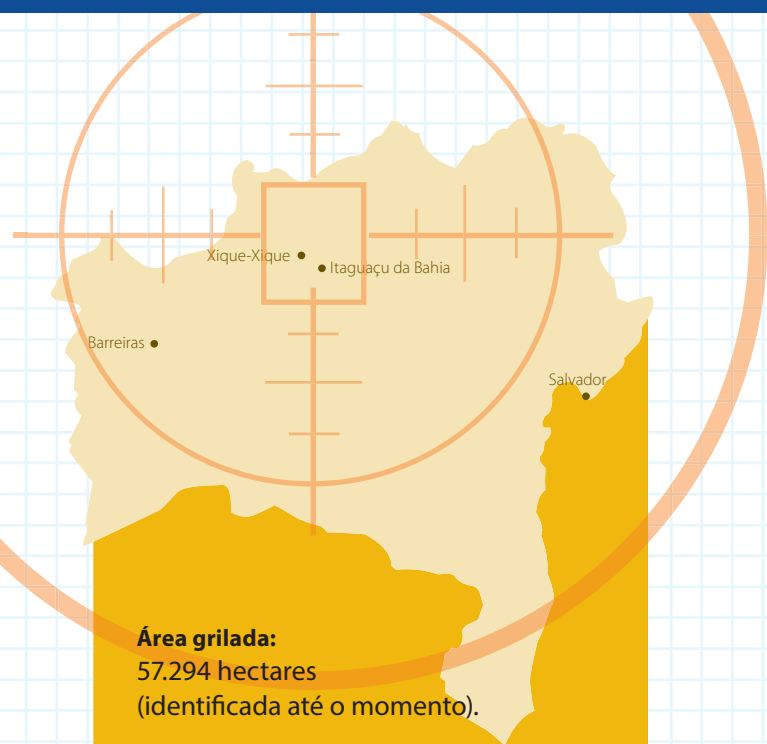 Xique-Xique
Itaguaçu da Bahia
Barreiras
Salvador
Área grilada:
57.294 hectares
(identificada até o momento).